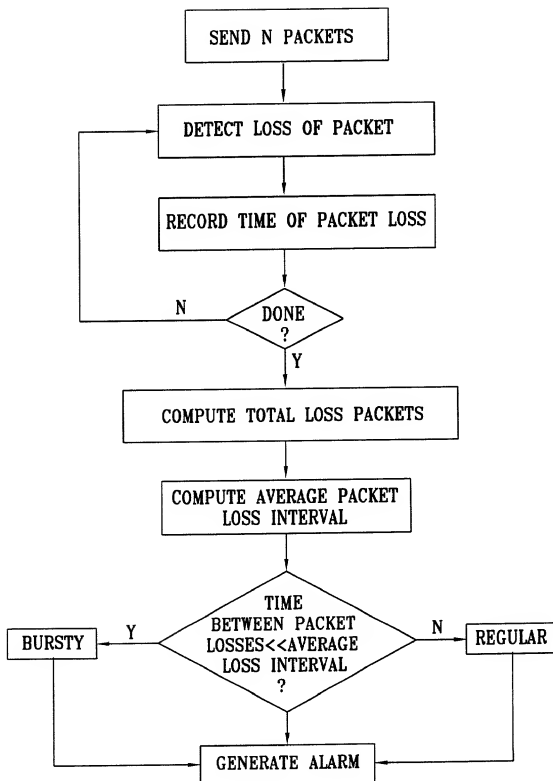 SEND N PACKETS
DETECT LOSS OF PACKET
RECORD TIME OF PACKET LOSS
N
DONE
?
Y
COMPUTE TOTAL LOSS PACKETS
COMPUTE AVERAGE PACKET
LOSS INTERVAL
TIME
BETWEEN PACKET
LOSSES<<AVERAGE
LOSS INTERVAL
?
Y
BURSTY
N
REGULAR
GENERATE ALARM